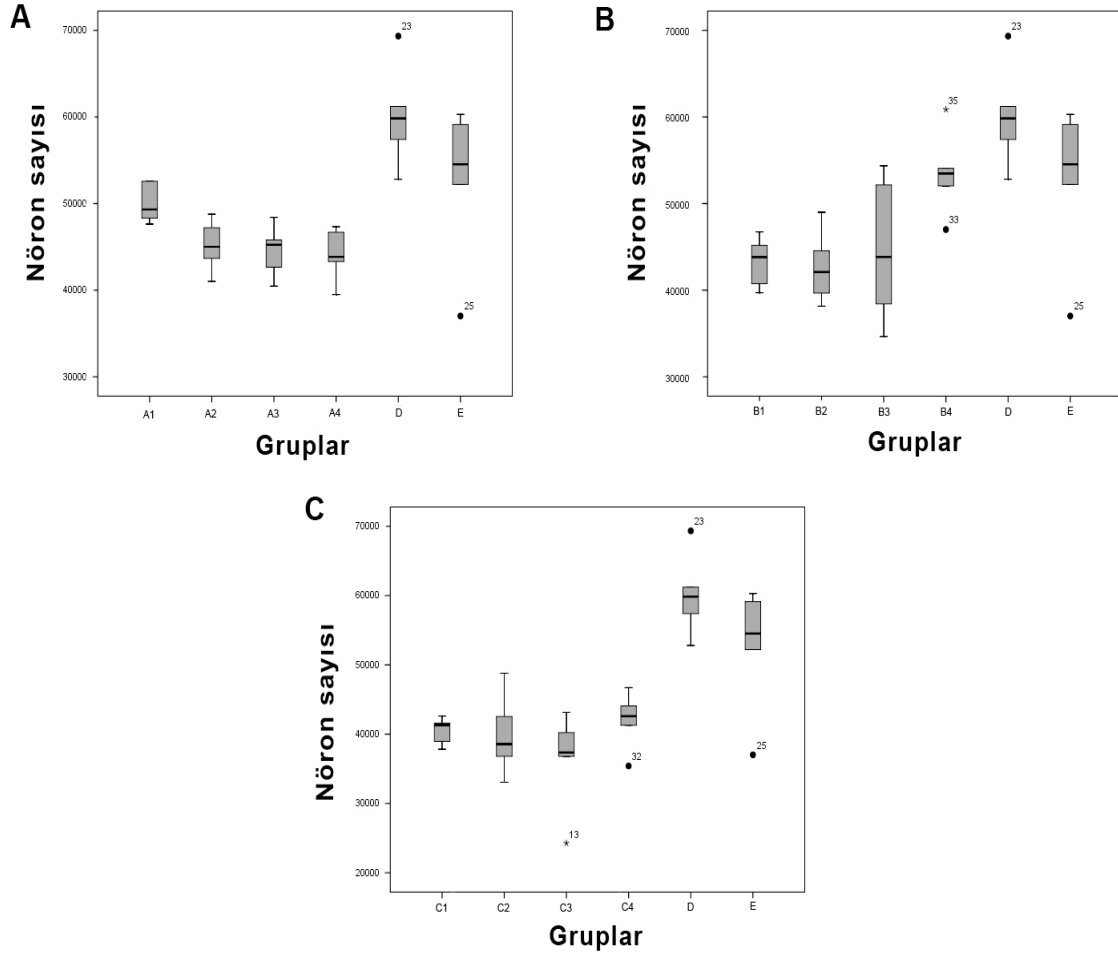 A
Nöron sayısı
70000
60000
50000
40000
30000
23
25
A1 A2 A3 A4 D E
Gruplar
B
Nöron sayısı
70000
60000
50000
40000
30000
35
33
23
25
B1 B2 B3 B4 D E
Gruplar
C
Nöron sayısı
70000
60000
50000
40000
30000
20000
13
32
23
25
C1 C2 C3 C4 D E
Gruplar